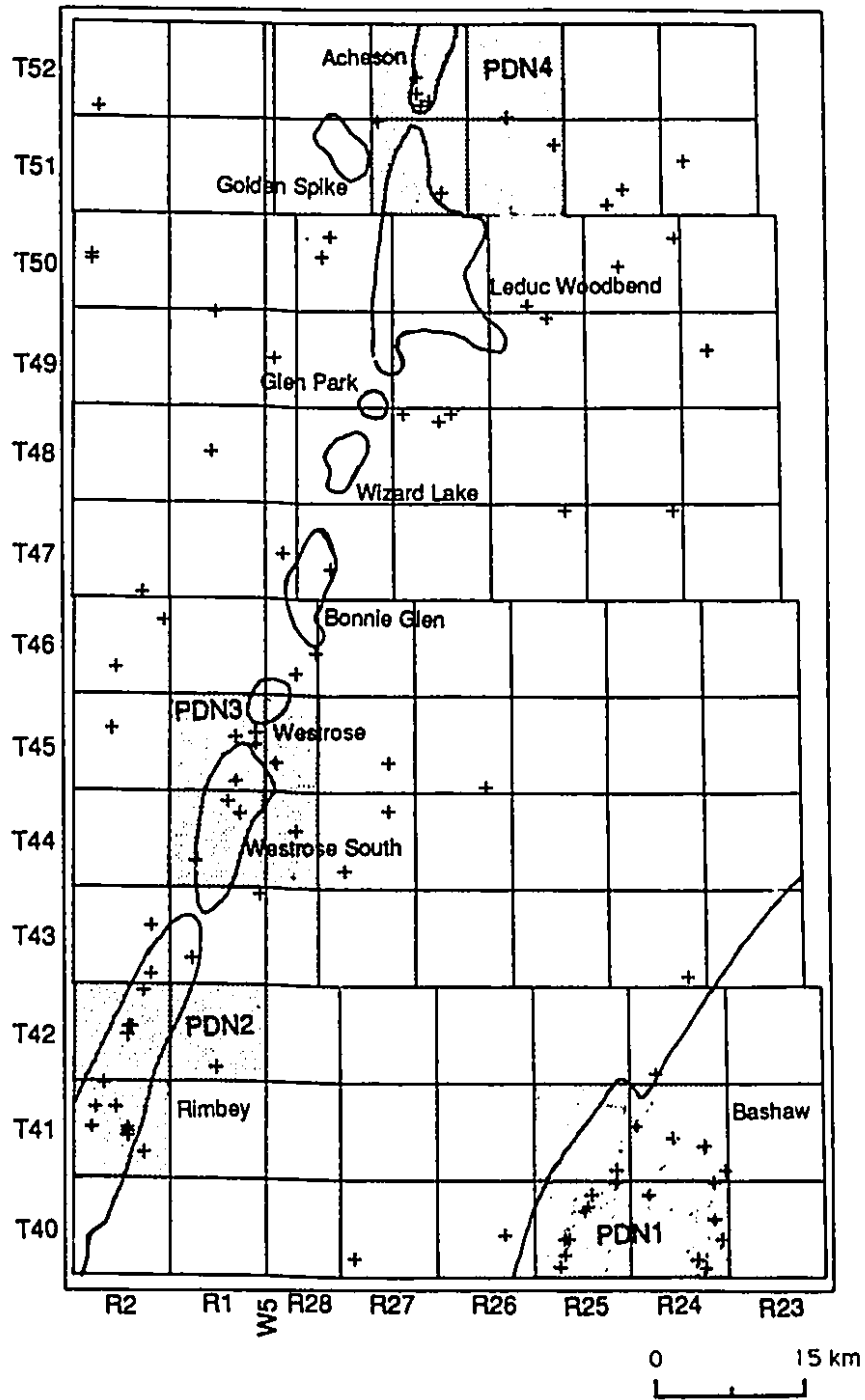 T52
Acheson
PDN4
T51
Golden Spike
T50
Leduc Woodbend
T49
Glen Park
T48
Wizard Lake
T47
Bonnie Glen
T46
PDN3
T45
Westrose
T44
Westrose South
T43
T42
PDN2
T41
Rimbey
Bashaw
T40
PDN1
R2
R1
W5
R28
R27
R26
R25
R24
R23
0
15 km